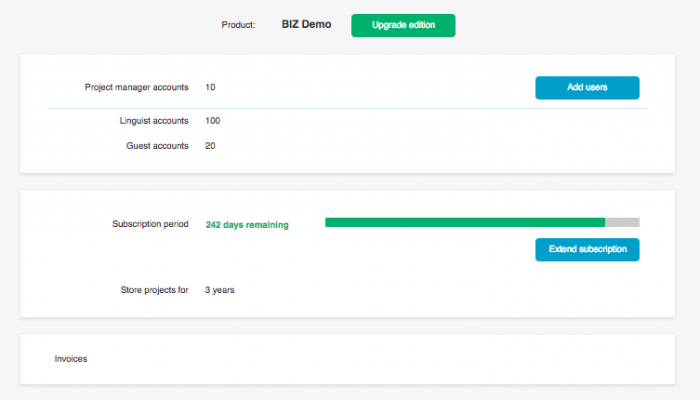 Product: BIZ Demo Upgrade edition
Project manager accounts 10 Add users
Linguist accounts 100
Guest accounts 20
Subscription period 242 days remaining
Extend subscription
Store projects for 3 years
Invoices